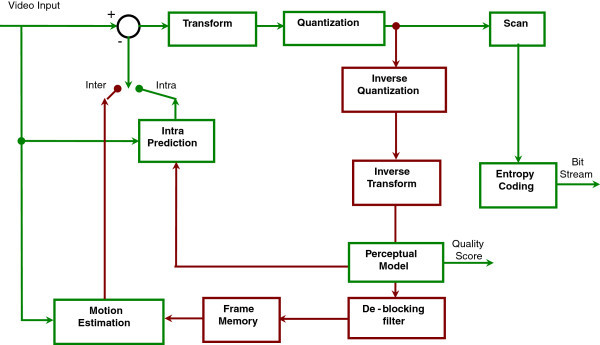 Video Input
+
-
Transform
Quantization
Scan
Inter
Intra
Inverse
Quantization
Intra
Prediction
Inverse
Transform
Entropy
Coding
Bit
Stream
Perceptual
Model
Quality
Score
Motion
Estimation
Frame
Memory
De-blocking
filter